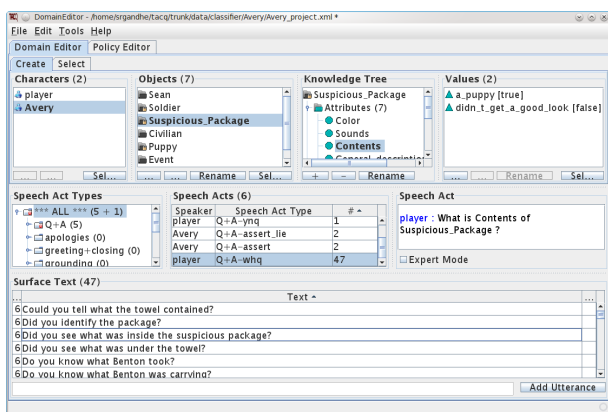 DomainEditor - /home/srgandhe/tacq/trunk/data/classifier/Avery/Avery_project.xml *
File Edit Tools Help
Domain Editor Policy Editor
Create Select
Characters (2)
player
Avery
... ... Sel...
Objects (7)
Sean
Soldier
Suspicious_Package
Civilian
Puppy
Event
... ... Rename Sel...
Knowledge Tree
Suspicious_Package
Attributes (7)
Color
Sounds
Contents
General_description
+ − Rename
Values (2)
a_puppy [true]
didn_t_get_a_good_look [false]
... ... Rename Sel...
Speech Act Types
*** ALL *** (5 + 1)
Q+A (5)
apologies (0)
greeting+closing (0)
grounding (0)
Speech Acts (6)
Speaker Speech Act Type #
player Q+A-ynq 1
Avery Q+A-assert_lie 2
Avery Q+A-assert 2
player Q+A-whq 47
Speech Act
player : What is Contents of
Suspicious_Package ?
Expert Mode
Surface Text (47)
... Text ...
6 Could you tell what the towel contained?
6 Did you identify the package?
6 Did you see what was inside the suspicious package?
6 Did you see what was under the towel?
6 Do you know what Benton took?
6 Do you know what Benton was carrying?
Add Utterance